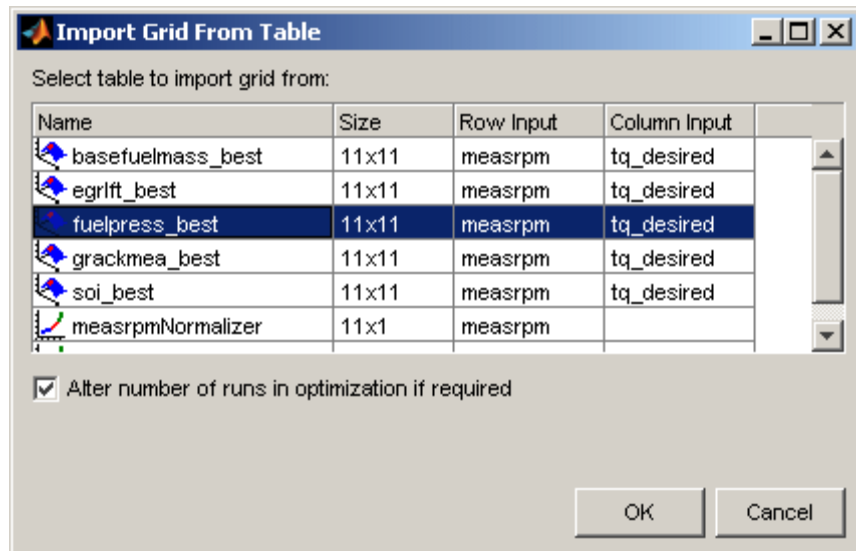 Import Grid From Table
Select table to import grid from:
Name Size Row Input Column Input
basefuelmass_best 11x11 measrpm tq_desired
egrlft_best 11x11 measrpm tq_desired
fuelpress_best 11x11 measrpm tq_desired
grackmea_best 11x11 measrpm tq_desired
soi_best 11x11 measrpm tq_desired
measrpmNormalizer 11x1 measrpm
Alter number of runs in optimization if required
OK Cancel